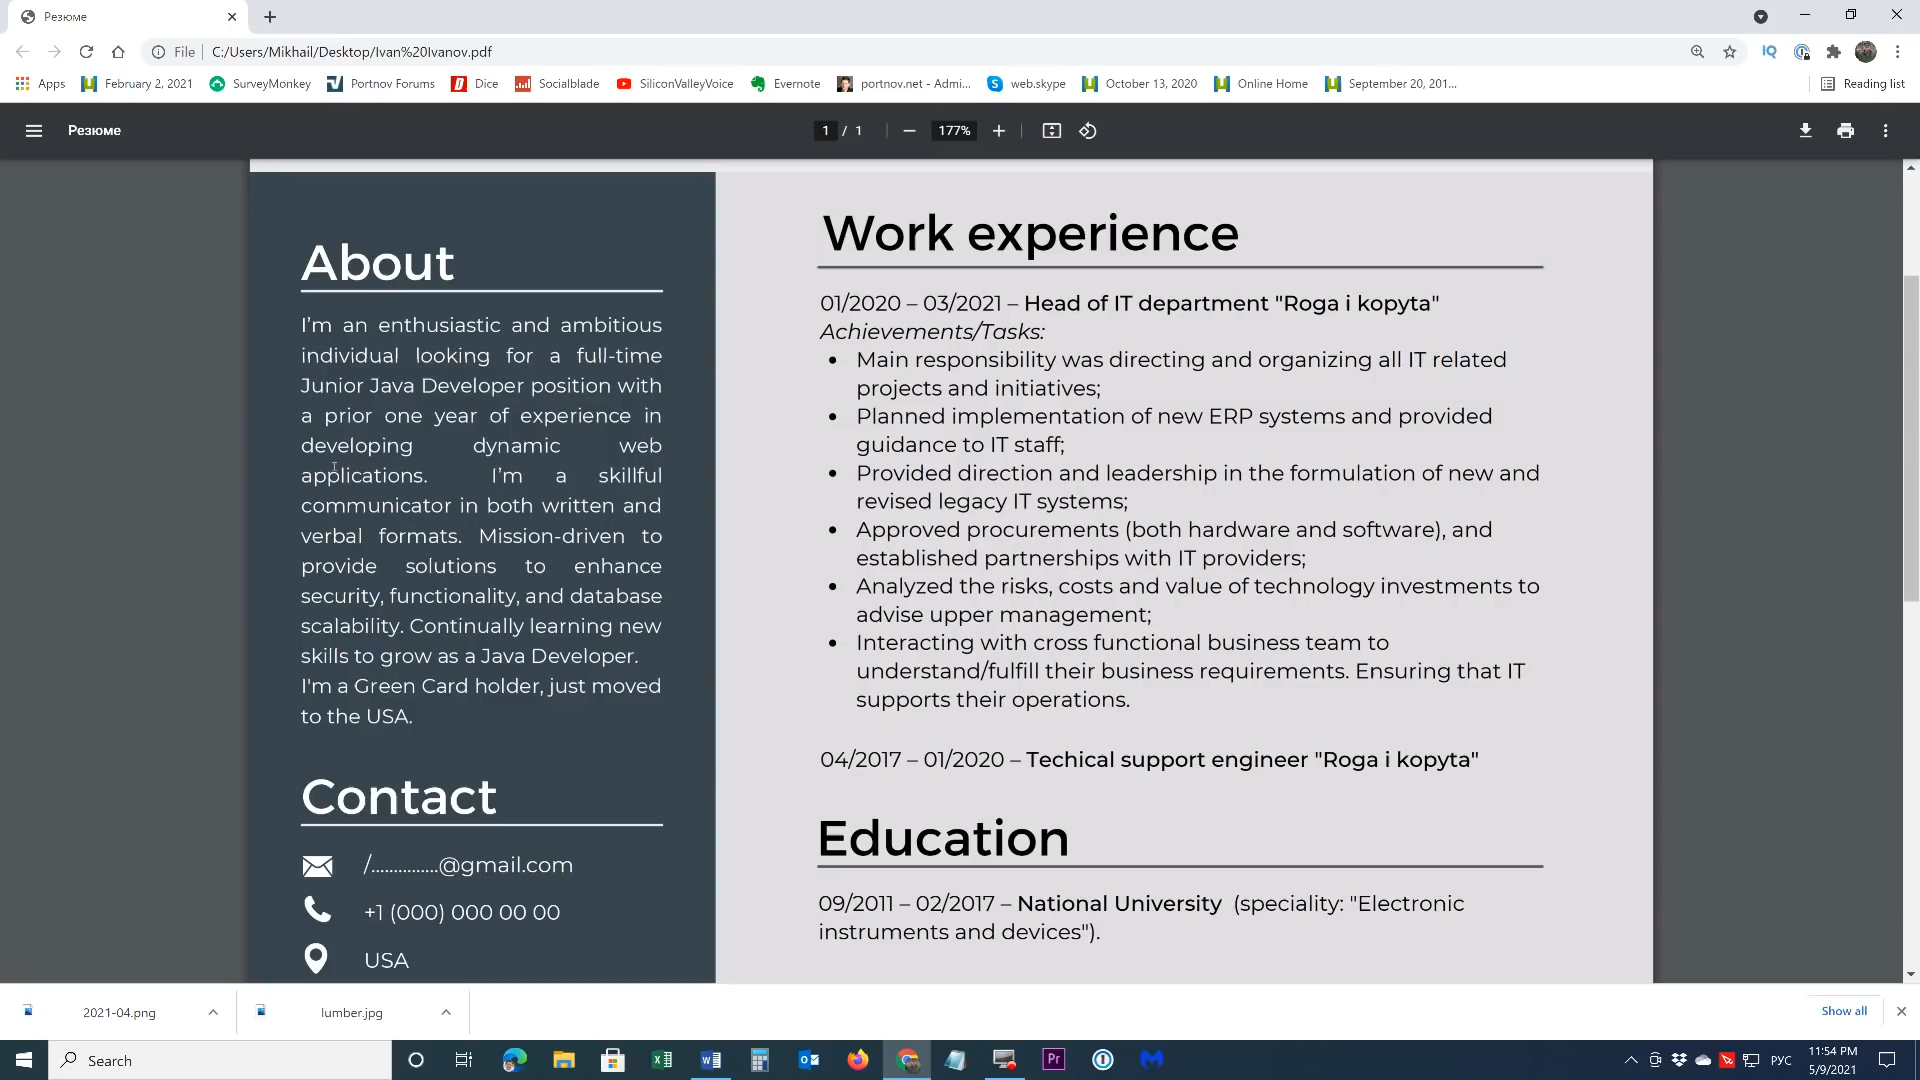 Резюме
File
C:/Users/Mikhail/Desktop/Ivan%20Ivanov.pdf
Apps
February 2, 2021
SurveyMonkey
Portnov Forums
Dice
Socialblade
SiliconValleyVoice
Evernote
portnov.net - Admi...
web.skype
October 13, 2020
Online Home
September 20, 201...
Reading list
Резюме
1 / 1
177%
About
I'm an enthusiastic and ambitious
individual looking for a full-time
Junior Java Developer position with
a prior one year of experience in
developing dynamic web
applications. I'm a skillful
communicator in both written and
verbal formats. Mission-driven to
provide solutions to enhance
security, functionality, and database
scalability. Continually learning new
skills to grow as a Java Developer.
I'm a Green Card holder, just moved
to the USA.
Contact
/...............@gmail.com
+1 (000) 000 00 00
USA
Work experience
01/2020 – 03/2021 – Head of IT department "Roga i kopyta"
Achievements/Tasks:
• Main responsibility was directing and organizing all IT related
projects and initiatives;
• Planned implementation of new ERP systems and provided
guidance to IT staff;
• Provided direction and leadership in the formulation of new and
revised legacy IT systems;
• Approved procurements (both hardware and software), and
established partnerships with IT providers;
• Analyzed the risks, costs and value of technology investments to
advise upper management;
• Interacting with cross functional business team to
understand/fulfill their business requirements. Ensuring that IT
supports their operations.
04/2017 – 01/2020 – Techical support engineer "Roga i kopyta"
Education
09/2011 – 02/2017 – National University (speciality: "Electronic
instruments and devices").
2021-04.png
lumber.jpg
Show all
Search
Pr
РУС
11:54 PM
5/9/2021